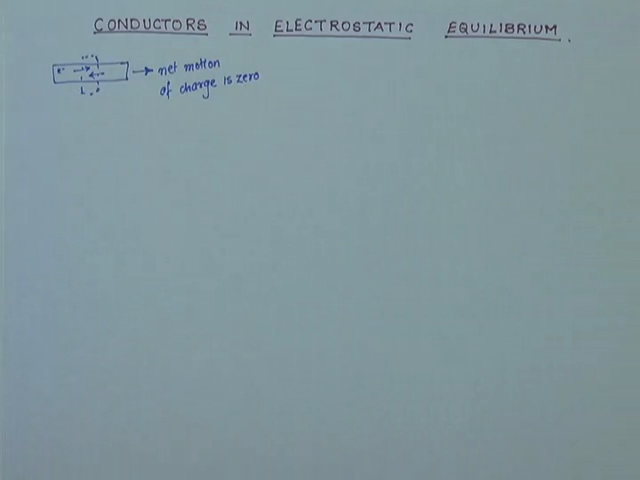 CONDUCTORS IN ELECTROSTATIC EQUILIBRIUM.
net motion
of charge is zero